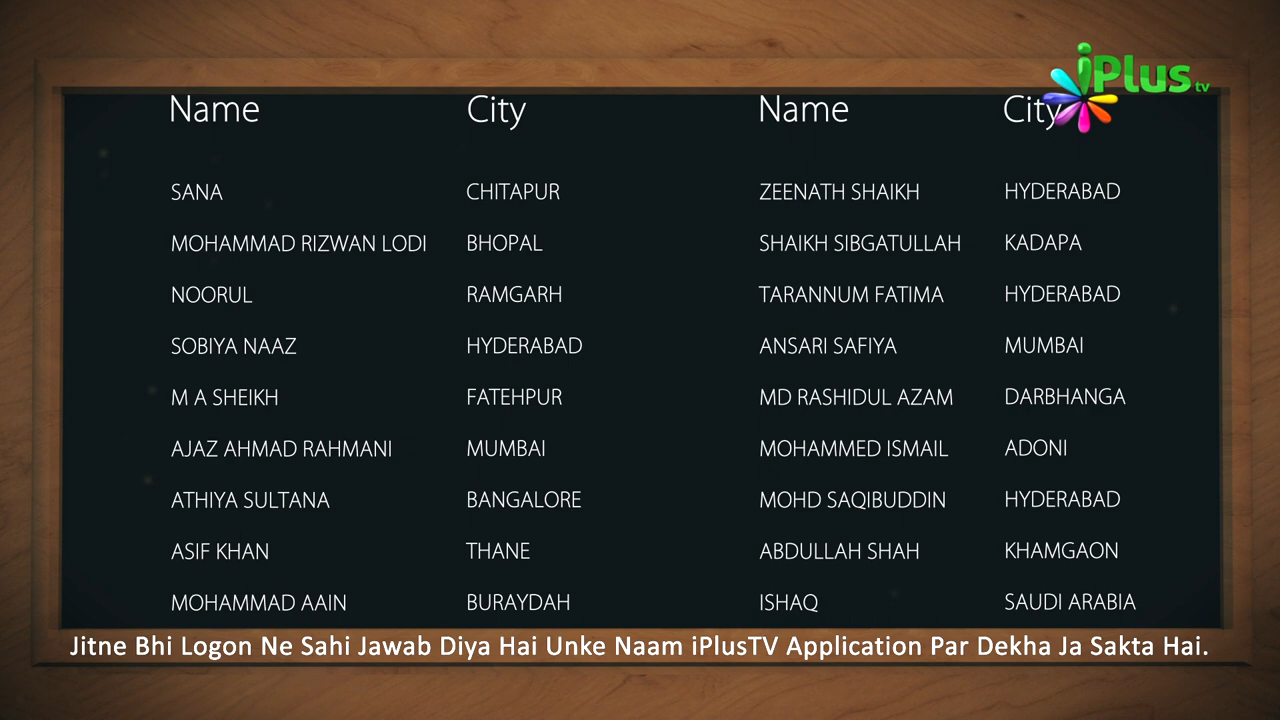 iPlus tv
Name City Name City
SANA CHITAPUR ZEENATH SHAIKH HYDERABAD
MOHAMMAD RIZWAN LODI BHOPAL SHAIKH SIBGATULLAH KADAPA
NOORUL RAMGARH TARANNUM FATIMA HYDERABAD
SOBIYA NAAZ HYDERABAD ANSARI SAFIYA MUMBAI
M A SHEIKH FATEHPUR MD RASHIDUL AZAM DARBHANGA
AJAZ AHMAD RAHMANI MUMBAI MOHAMMED ISMAIL ADONI
ATHIYA SULTANA BANGALORE MOHD SAQIBUDDIN HYDERABAD
ASIF KHAN THANE ABDULLAH SHAH KHAMGAON
MOHAMMAD AAIN BURAYDAH ISHAQ SAUDI ARABIA
Jitne Bhi Logon Ne Sahi Jawab Diya Hai Unke Naam iPlusTV Application Par Dekha Ja Sakta Hai.